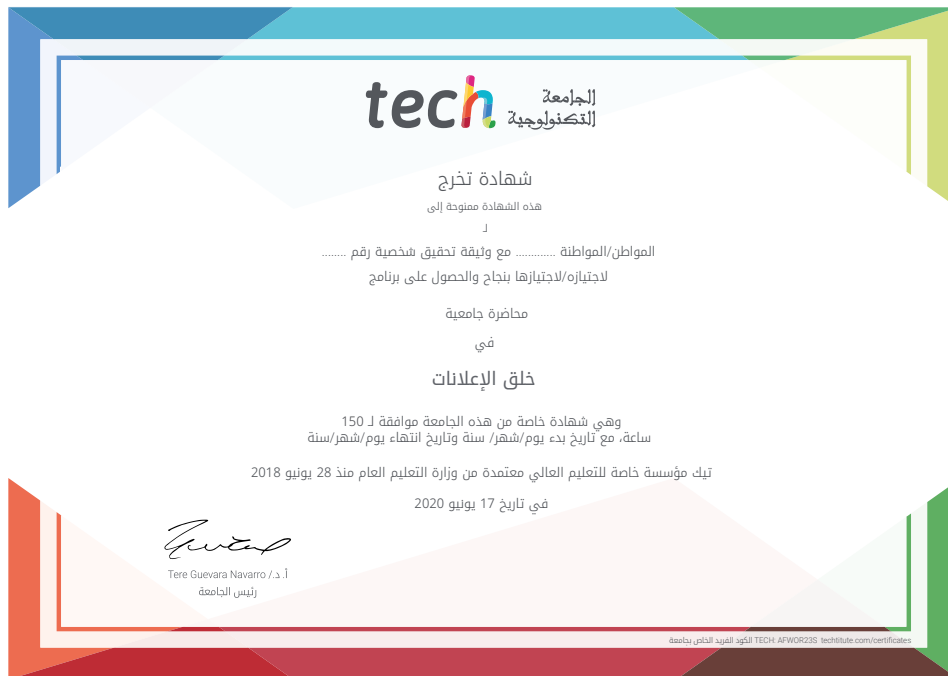 tech الجامعة
التكنولوجية
شهادة تخرج
هذه الشهادة ممنوحة إلى
لـ
المواطن/المواطنة ............ مع وثيقة تحقيق شخصية رقم ........
لاجتيازه/لاجتيازها بنجاح والحصول على برنامج
محاضرة جامعية
في
خلق الإعلانات
وهي شهادة خاصة من هذه الجامعة موافقة لـ 150
ساعة، مع تاريخ بدء يوم/شهر/ سنة وتاريخ انتهاء يوم/شهر/سنة
تيك مؤسسة خاصة للتعليم العالي معتمدة من وزارة التعليم العام منذ 28 يونيو 2018
في تاريخ 17 يونيو 2020
أ.د./ Tere Guevara Navarro
رئيس الجامعة
الكود الفريد الخاص بجامعة TECH: AFWOR23S techtitute.com/certificates